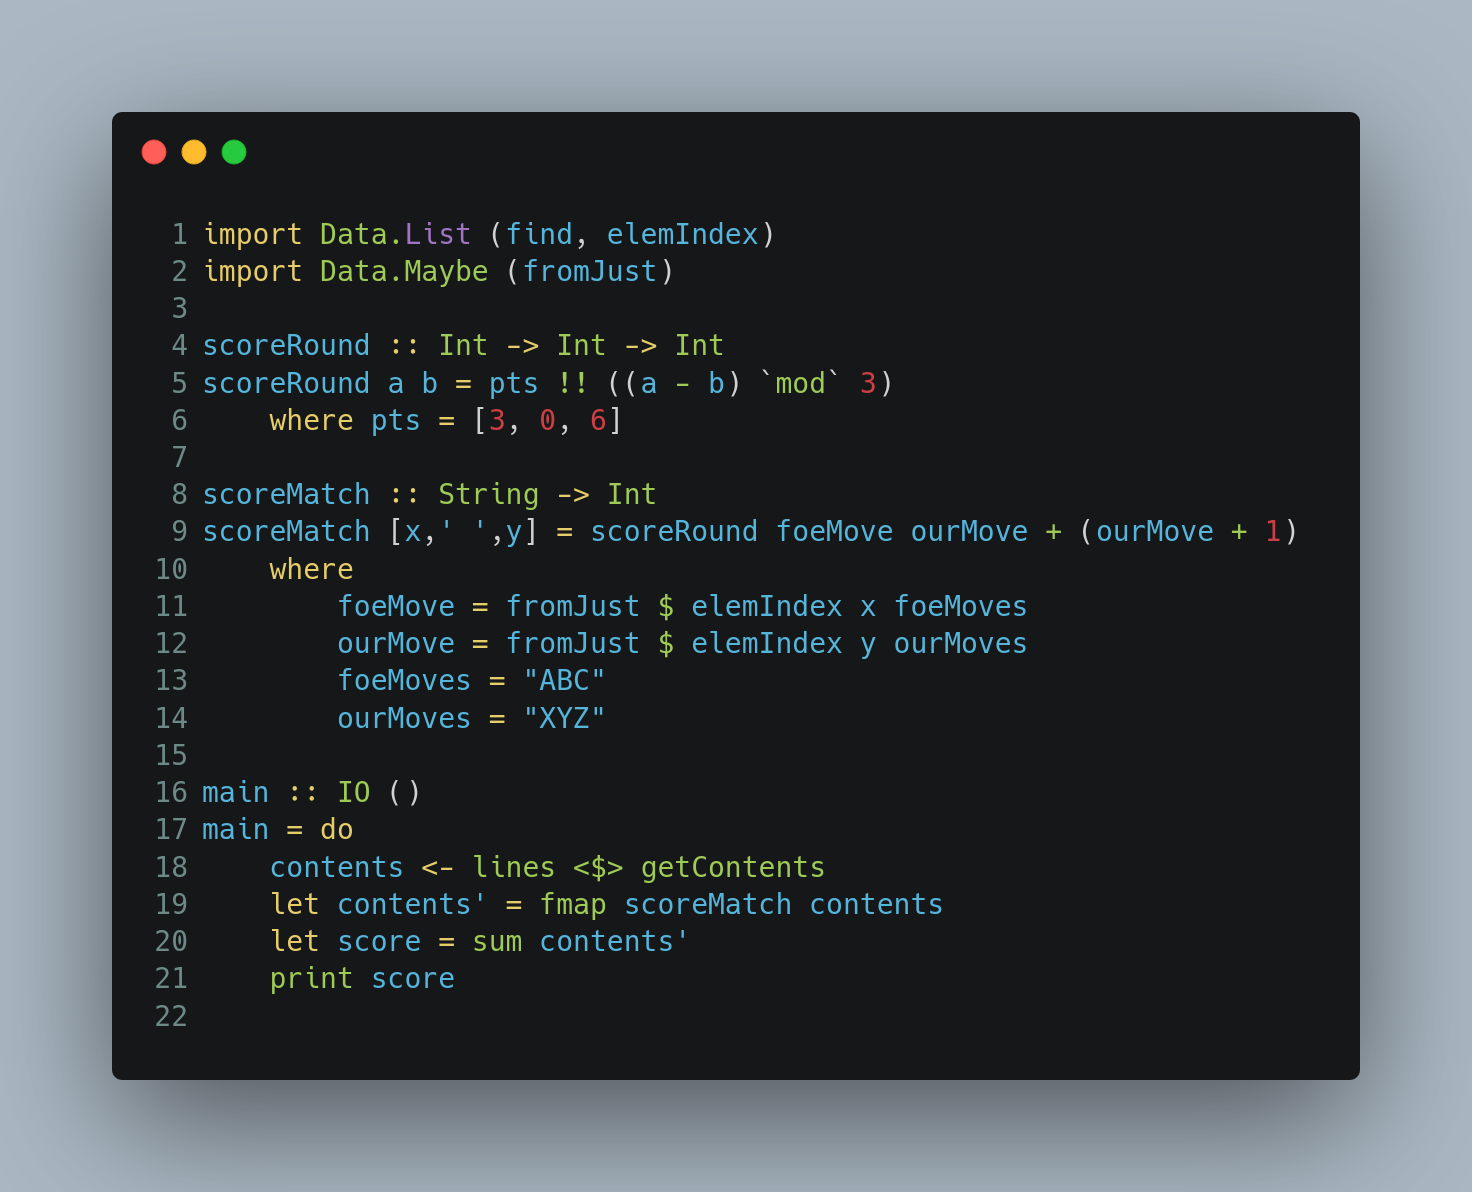 1 import Data.List (find, elemIndex)
2 import Data.Maybe (fromJust)
3
4 scoreRound :: Int -> Int -> Int
5 scoreRound a b = pts !! ((a - b) `mod` 3)
6     where pts = [3, 0, 6]
7
8 scoreMatch :: String -> Int
9 scoreMatch [x,' ',y] = scoreRound foeMove ourMove + (ourMove + 1)
10     where
11         foeMove = fromJust $ elemIndex x foeMoves
12         ourMove = fromJust $ elemIndex y ourMoves
13         foeMoves = "ABC"
14         ourMoves = "XYZ"
15
16 main :: IO ()
17 main = do
18     contents <- lines <$> getContents
19     let contents' = fmap scoreMatch contents
20     let score = sum contents'
21     print score
22